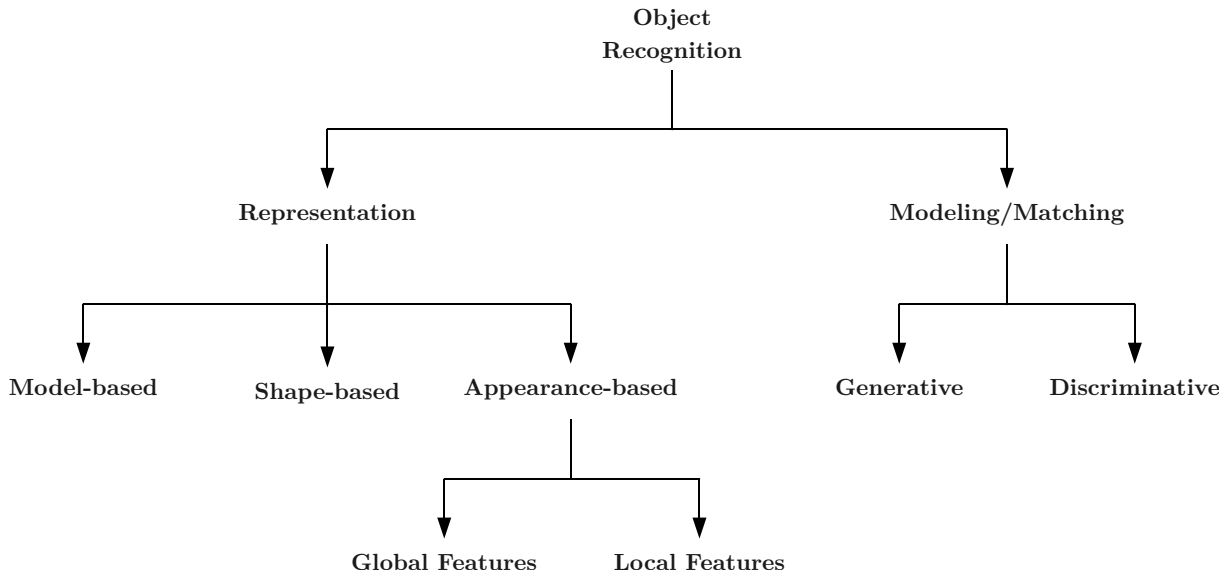 Object
Recognition
Representation
Modeling/Matching
Model-based
Shape-based
Appearance-based
Generative
Discriminative
Global Features
Local Features